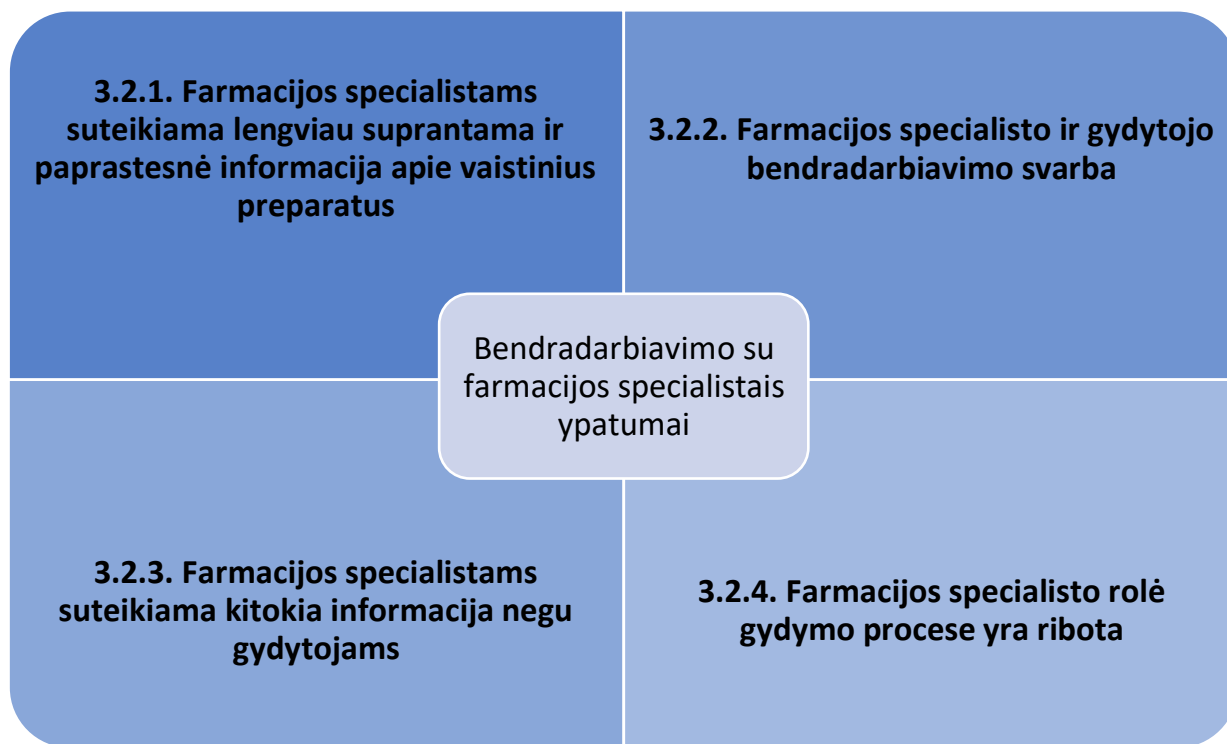 3.2.1. Farmacijos specialistams
suteikiama lengviau suprantama ir
paprastesnė informacija apie vaistinius
preparatus
3.2.2. Farmacijos specialisto ir gydytojo
bendradarbiavimo svarba
Bendradarbiavimo su
farmacijos specialistais
ypatumai
3.2.3. Farmacijos specialistams
suteikiama kitokia informacija negu
gydytojams
3.2.4. Farmacijos specialisto rolė
gydymo procese yra ribota